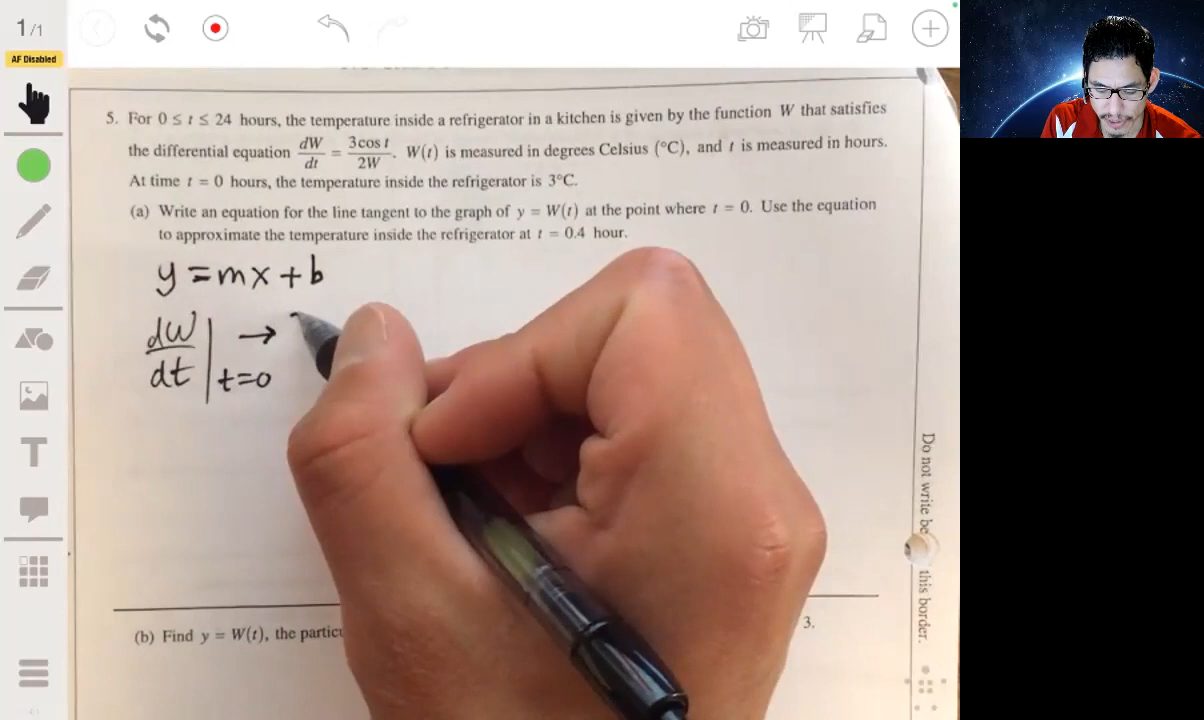 1/1
AF Disabled
5. For 0 ≤ t ≤ 24 hours, the temperature inside a refrigerator in a kitchen is given by the function W that satisfies
the differential equation dW/dt = 3cos t/2W. W(t) is measured in degrees Celsius (°C), and t is measured in hours.
At time t = 0 hours, the temperature inside the refrigerator is 3°C.
(a) Write an equation for the line tangent to the graph of y = W(t) at the point where t = 0. Use the equation
to approximate the temperature inside the refrigerator at t = 0.4 hour.
y = mx + b
dW/dt | t=0 →
(b) Find y = W(t), the
3.
Do not write
this border.
T